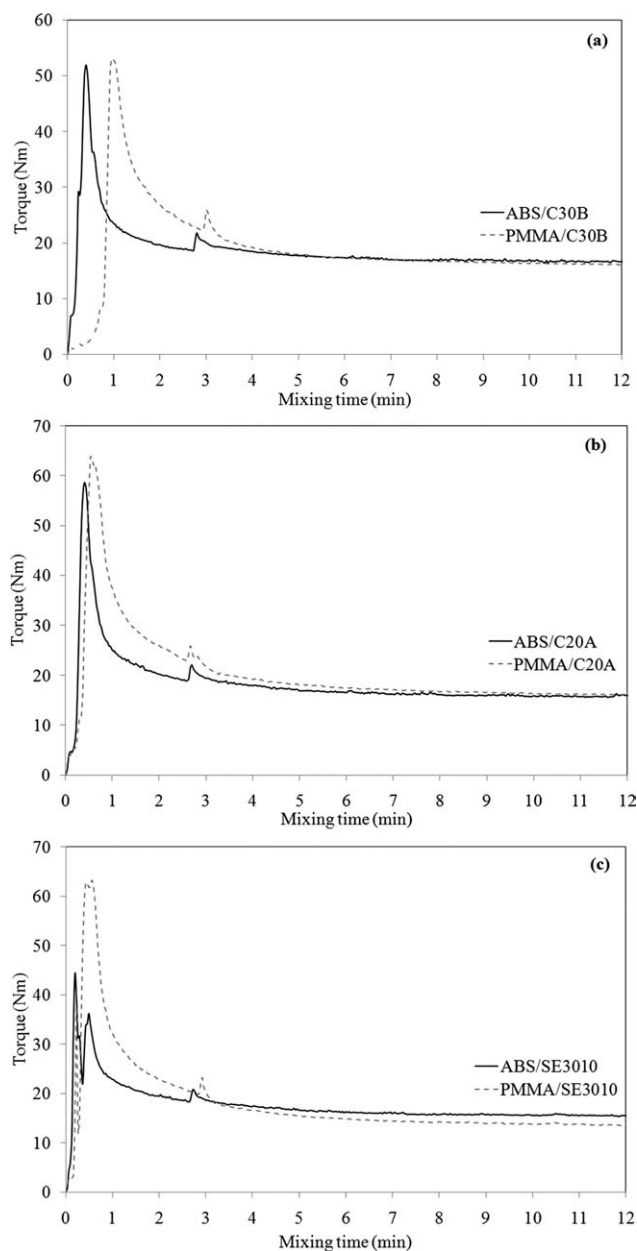 (a)
Torque (Nm)
60
50
40
30
20
10
0
ABS/C30B
PMMA/C30B
0 1 2 3 4 5 6 7 8 9 10 11 12
Mixing time (min)
(b)
Torque (Nm)
70
60
50
40
30
20
10
0
ABS/C20A
PMMA/C20A
0 1 2 3 4 5 6 7 8 9 10 11 12
Mixing time (min)
(c)
Torque (Nm)
70
60
50
40
30
20
10
0
ABS/SE3010
PMMA/SE3010
0 1 2 3 4 5 6 7 8 9 10 11 12
Mixing time (min)